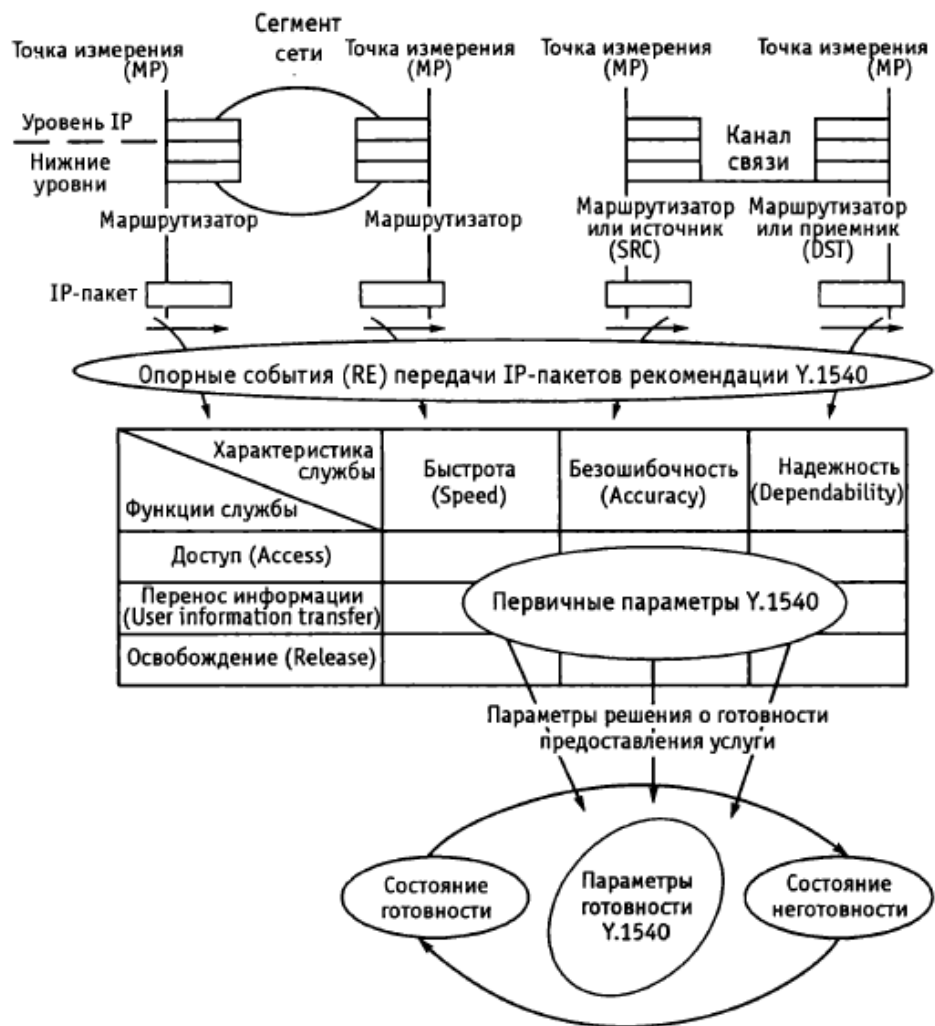 Точка измерения
(MP)
Сегмент
сети
Точка измерения
(MP)
Точка измерения
(MP)
Точка измерения
(MP)
Уровень IP
Нижние
уровни
Канал
связи
Маршрутизатор
Маршрутизатор
Маршрутизатор
или источник
(SRC)
Маршрутизатор
или приемник
(DST)
IP-пакет
Опорные события (RE) передачи IP-пакетов рекомендации Y.1540
Характеристика
службы
Функции службы
Быстрота
(Speed)
Безошибочность
(Accuracy)
Надежность
(Dependability)
Доступ (Access)
Перенос информации
(User information transfer)
Первичные параметры Y.1540
Освобождение (Release)
Параметры решения о готовности
предоставления услуги
Состояние
готовности
Параметры
готовности
Y.1540
Состояние
неготовности